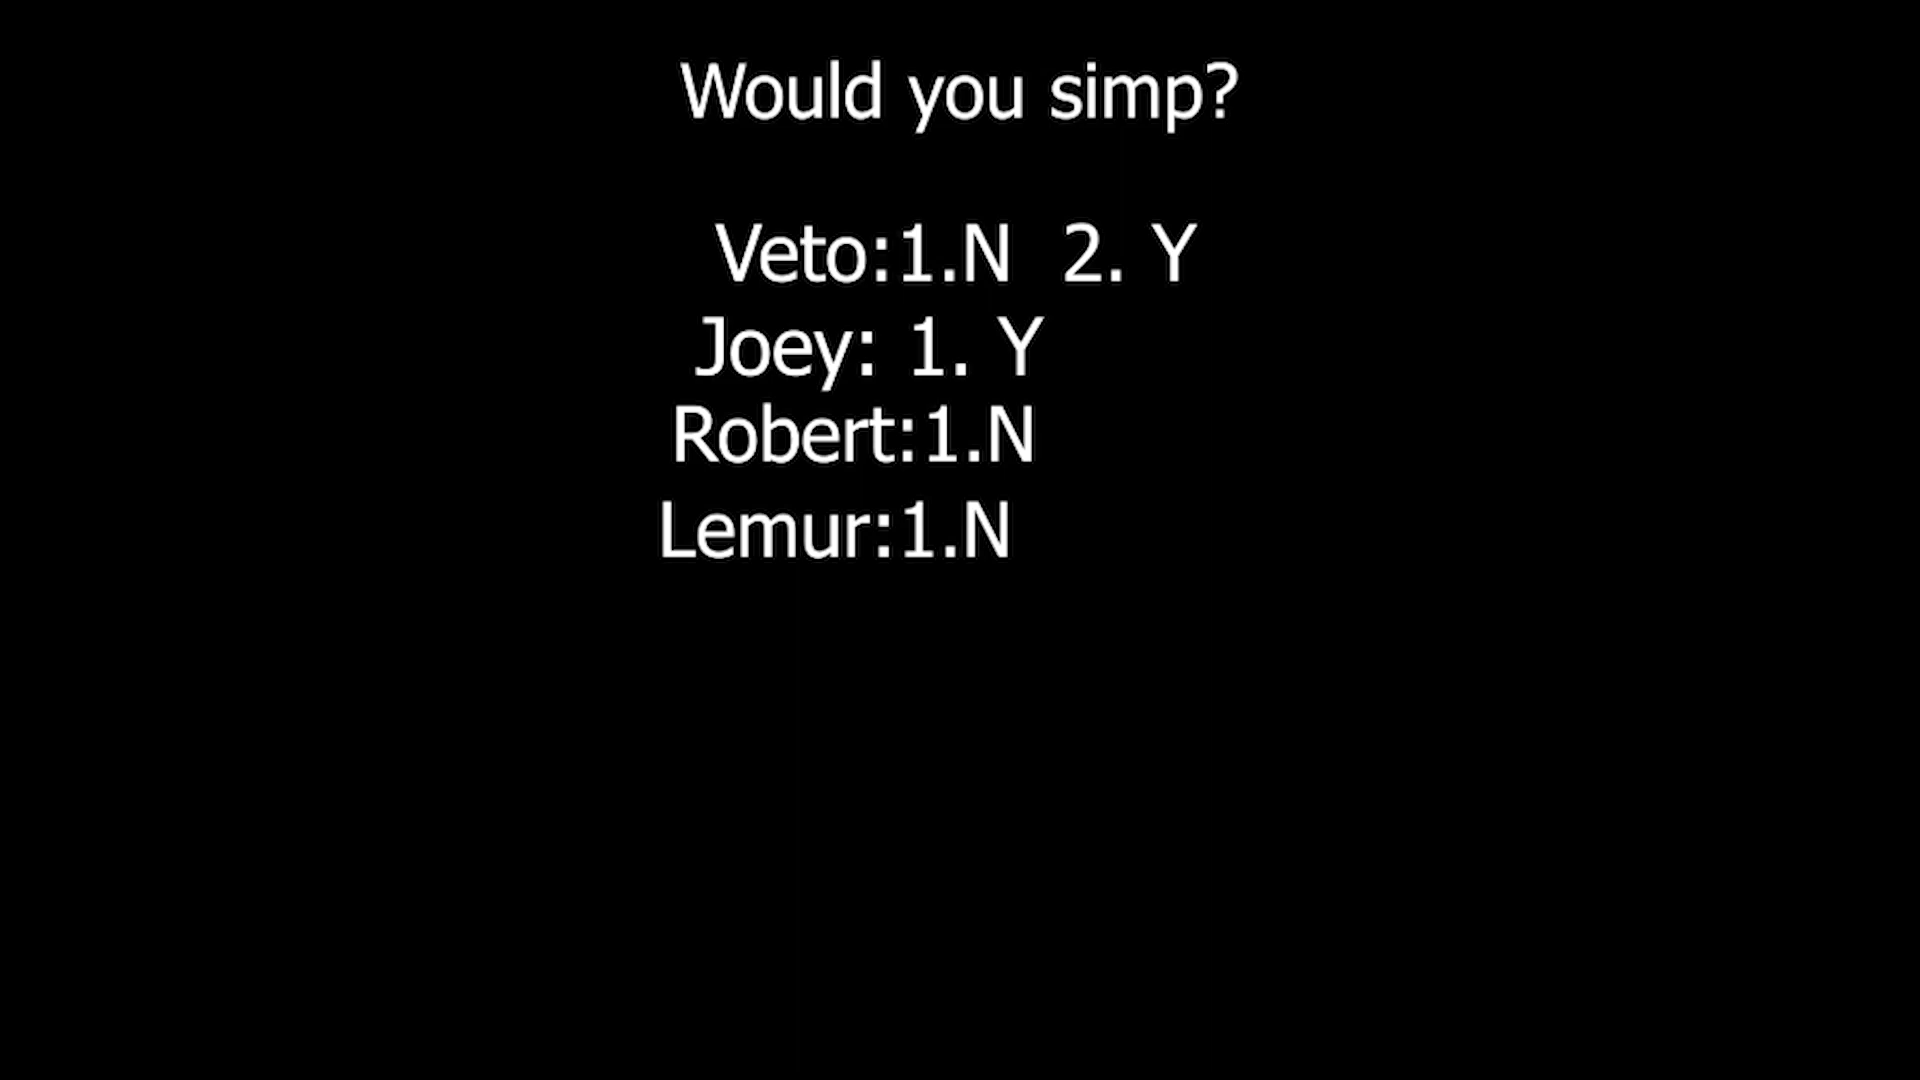 Would you simp?
Veto:1.N 2. Y
Joey: 1. Y
Robert:1.N
Lemur:1.N